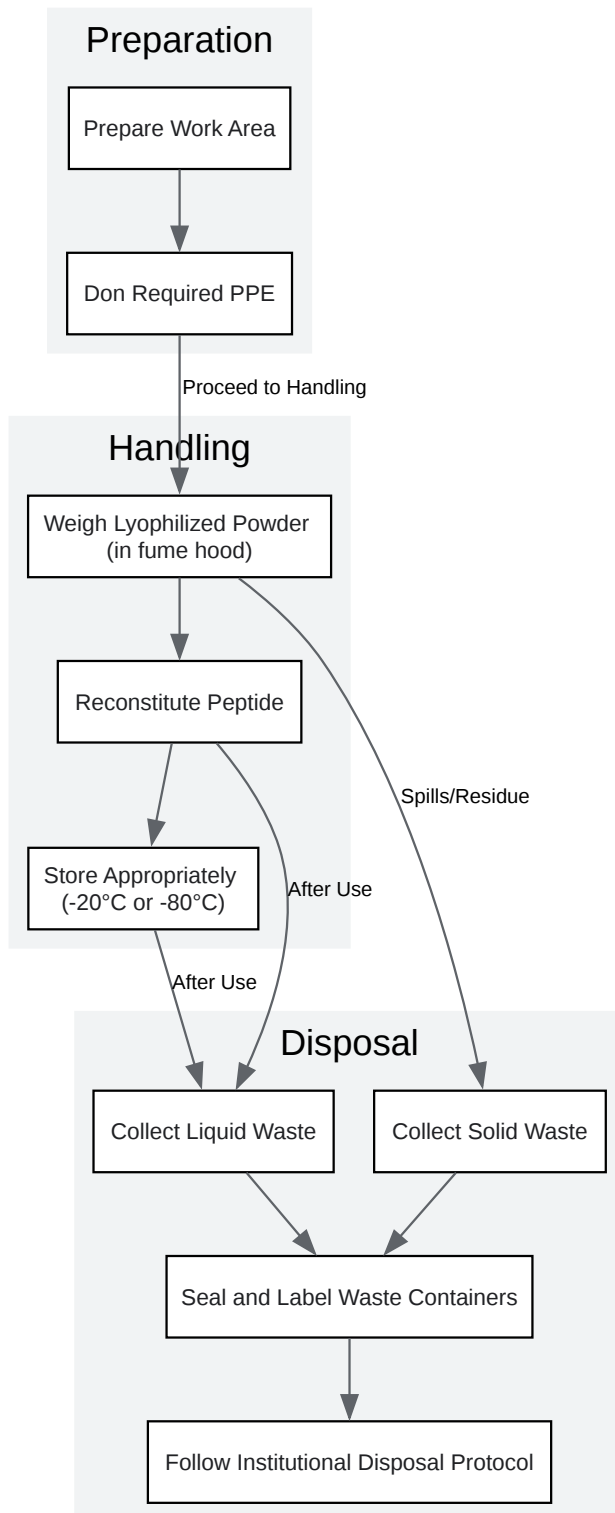 Preparation
Prepare Work Area
Don Required PPE
Proceed to Handling
Handling
Weigh Lyophilized Powder
(in fume hood)
Reconstitute Peptide
Spills/Residue
Store Appropriately
(-20°C or -80°C)
After Use
After Use
Disposal
Collect Liquid Waste
Collect Solid Waste
Seal and Label Waste Containers
Follow Institutional Disposal Protocol